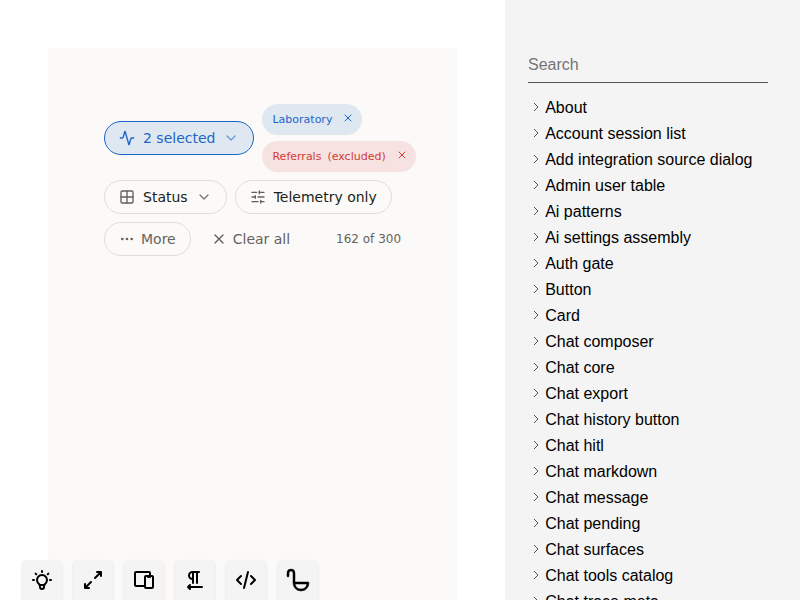 2 selected
Laboratory
Referrals (excluded)
Status
Telemetry only
More
Clear all
162 of 300
Search
About
Account session list
Add integration source dialog
Admin user table
Ai patterns
Ai settings assembly
Auth gate
Button
Card
Chat composer
Chat core
Chat export
Chat history button
Chat hitl
Chat markdown
Chat message
Chat pending
Chat surfaces
Chat tools catalog